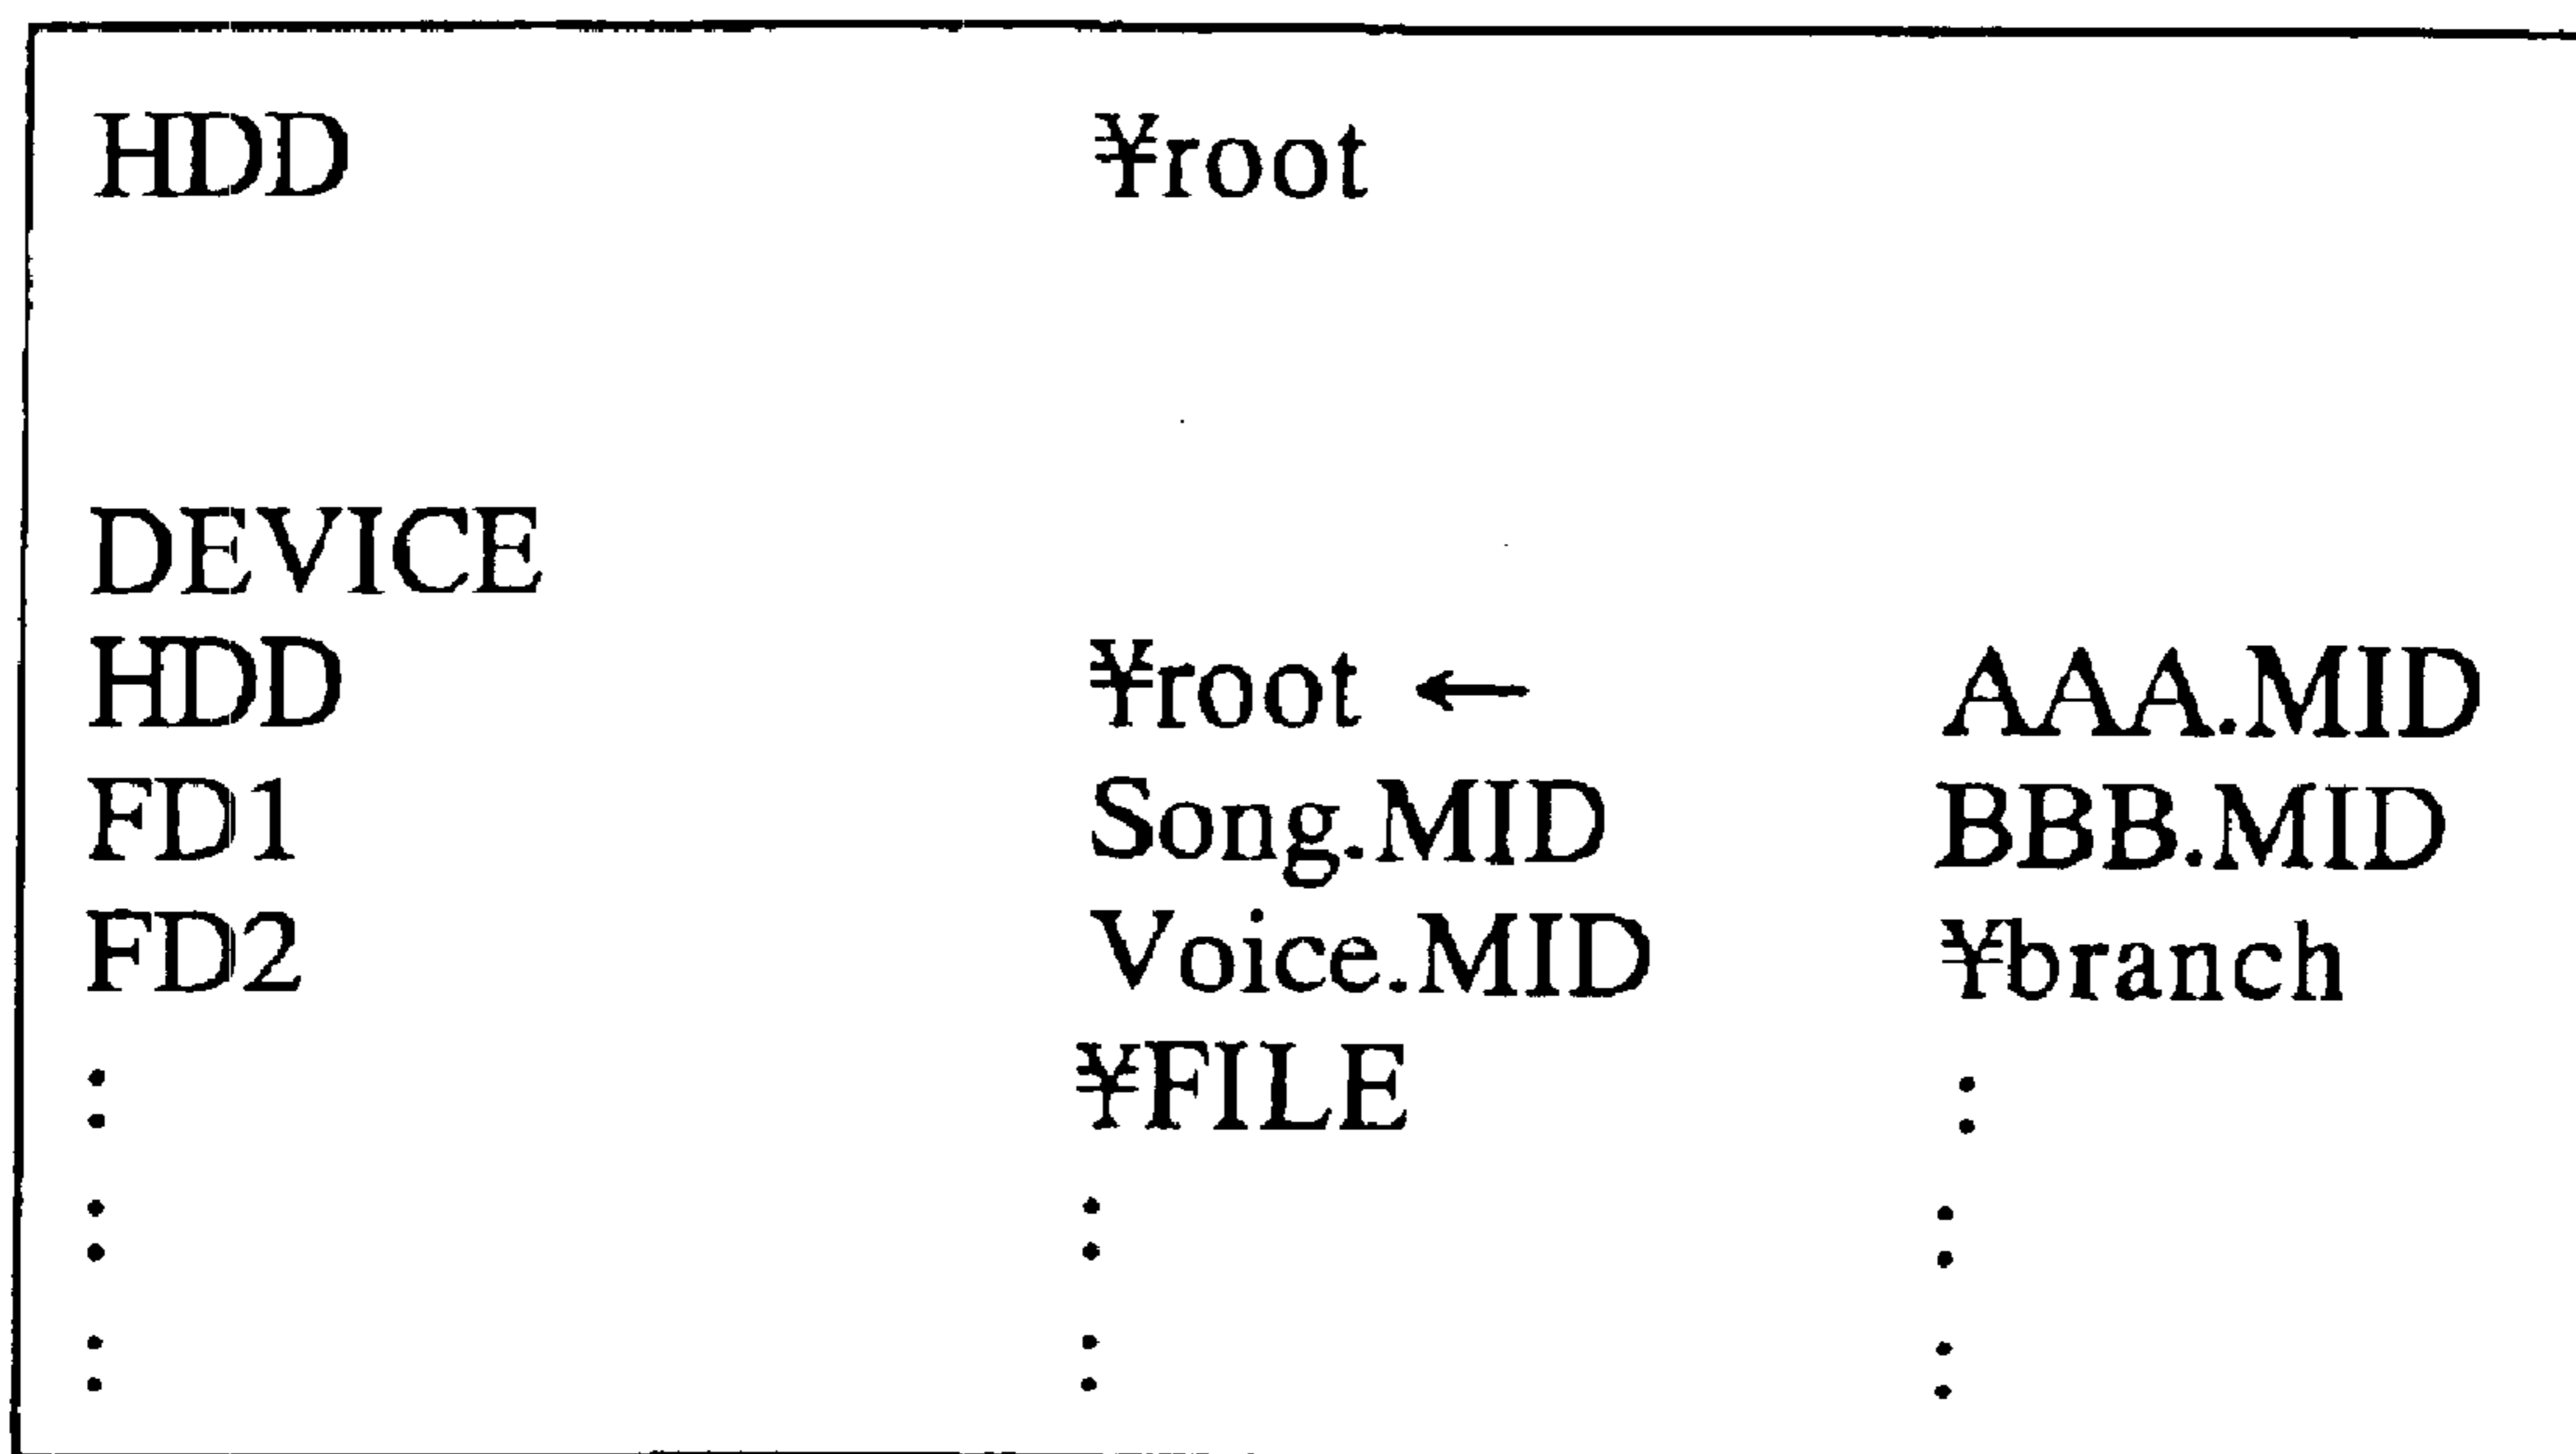 HDD ¥root
DEVICE
HDD ¥root ← AAA.MID
FD1 Song.MID BBB.MID
FD2 Voice.MID ¥branch
: ¥FILE :
: : :
: : :